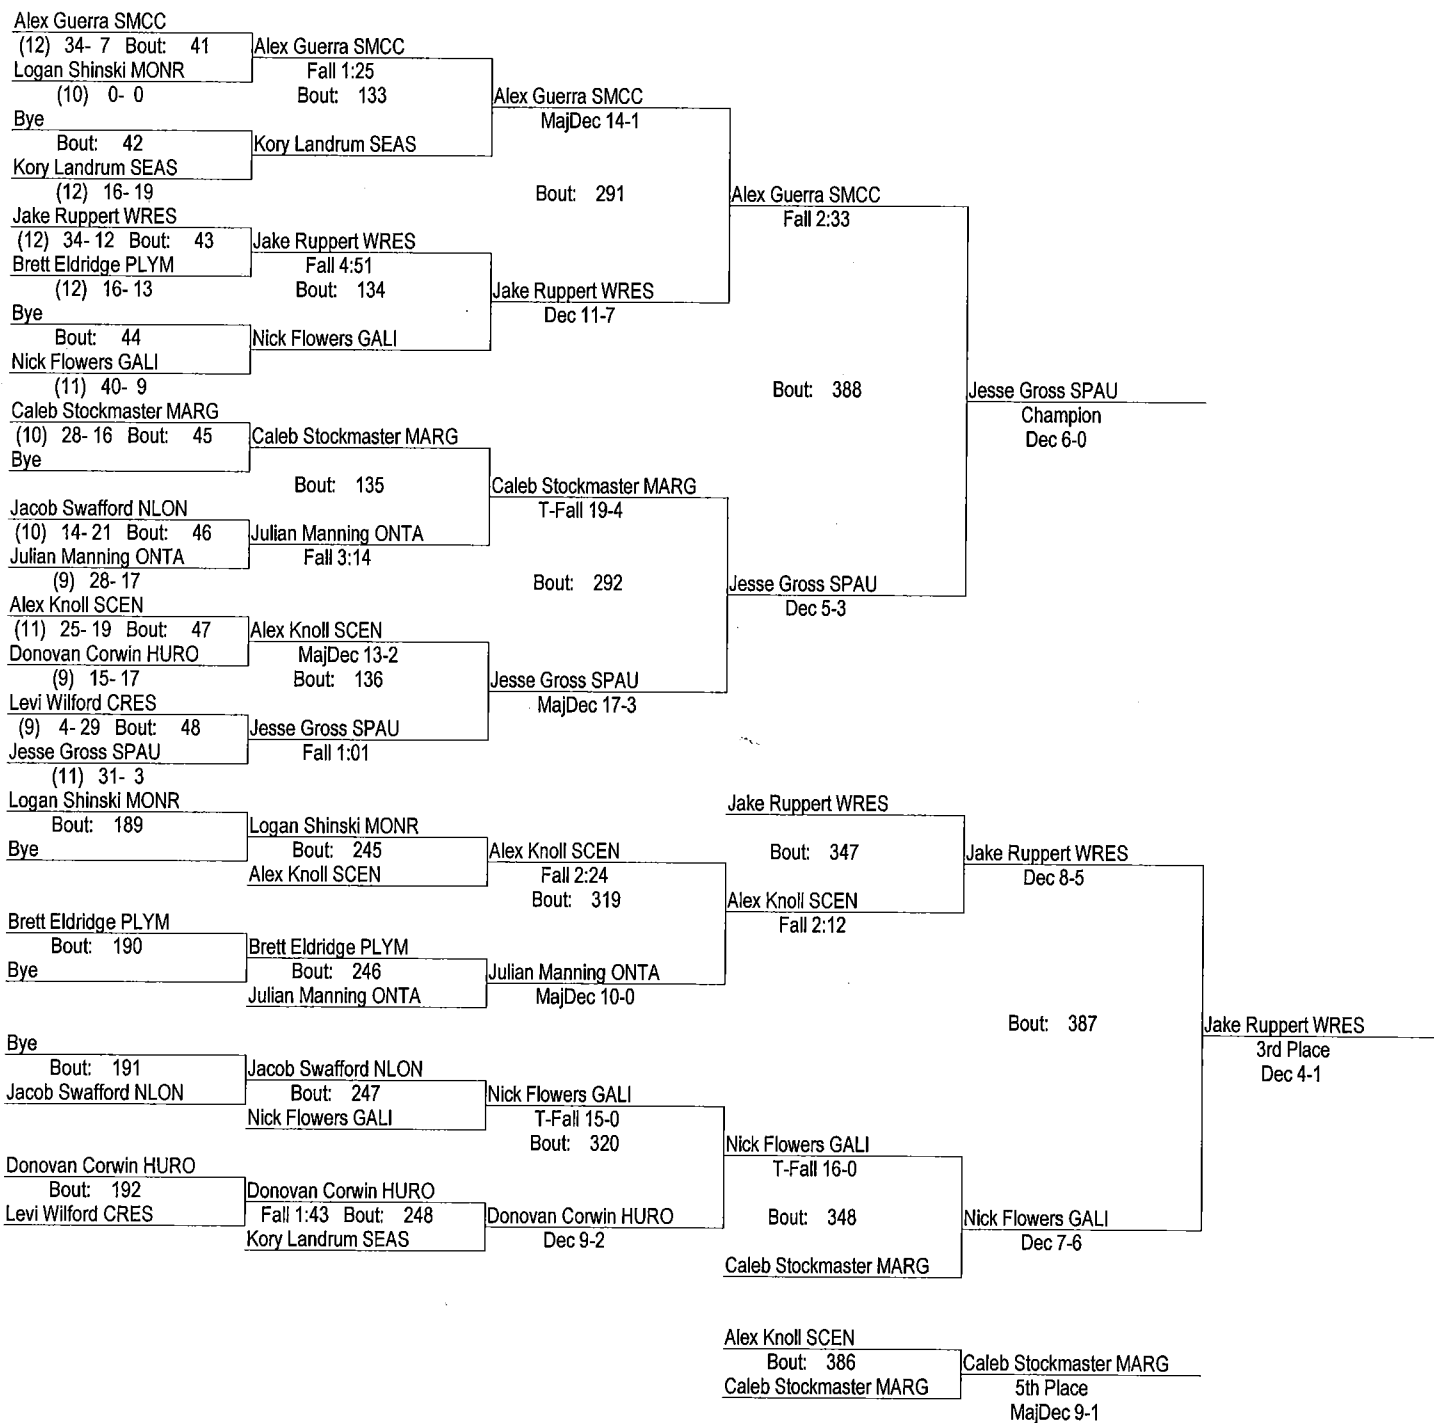 Alex Guerra SMCC
(12) 34- 7 Bout: 41
Logan Shinski MONR
(10) 0- 0
Bye
Bout: 42
Kory Landrum SEAS
(12) 16- 19
Jake Ruppert WRES
(12) 34- 12 Bout: 43
Brett Eldridge PLYM
(12) 16- 13
Bye
Bout: 44
Nick Flowers GALI
(11) 40- 9
Caleb Stockmaster MARG
(10) 28- 16 Bout: 45
Bye
Jacob Swafford NLON
(10) 14- 21 Bout: 46
Julian Manning ONTA
(9) 28- 17
Alex Knoll SCEN
(11) 25- 19 Bout: 47
Donovan Corwin HURO
(9) 15- 17
Levi Wilford CRES
(9) 4- 29 Bout: 48
Jesse Gross SPAU
(11) 31- 3
Alex Guerra SMCC
Fall 1:25
Bout: 133
Kory Landrum SEAS
Jake Ruppert WRES
Fall 4:51
Bout: 134
Nick Flowers GALI
Caleb Stockmaster MARG
Bout: 135
Julian Manning ONTA
Fall 3:14
Alex Knoll SCEN
MajDec 13-2
Bout: 136
Jesse Gross SPAU
Fall 1:01
Alex Guerra SMCC
MajDec 14-1
Bout: 291
Jake Ruppert WRES
Dec 11-7
Caleb Stockmaster MARG
T-Fall 19-4
Bout: 292
Jesse Gross SPAU
MajDec 17-3
Alex Guerra SMCC
Fall 2:33
Bout: 388
Jesse Gross SPAU
Dec 5-3
Jesse Gross SPAU
Champion
Dec 6-0
Logan Shinski MONR
Bout: 189
Bye
Brett Eldridge PLYM
Bout: 190
Bye
Bye
Bout: 191
Jacob Swafford NLON
Donovan Corwin HURO
Bout: 192
Levi Wilford CRES
Logan Shinski MONR
Bout: 245
Alex Knoll SCEN
Brett Eldridge PLYM
Bout: 246
Julian Manning ONTA
Jacob Swafford NLON
Bout: 247
Nick Flowers GALI
Donovan Corwin HURO
Fall 1:43 Bout: 248
Kory Landrum SEAS
Alex Knoll SCEN
Fall 2:24
Bout: 319
Julian Manning ONTA
MajDec 10-0
Nick Flowers GALI
T-Fall 15-0
Bout: 320
Donovan Corwin HURO
Dec 9-2
Jake Ruppert WRES
Bout: 347
Alex Knoll SCEN
Fall 2:12
Nick Flowers GALI
T-Fall 16-0
Bout: 348
Caleb Stockmaster MARG
Jake Ruppert WRES
Dec 8-5
Bout: 387
Nick Flowers GALI
Dec 7-6
Jake Ruppert WRES
3rd Place
Dec 4-1
Alex Knoll SCEN
Bout: 386
Caleb Stockmaster MARG
Caleb Stockmaster MARG
5th Place
MajDec 9-1